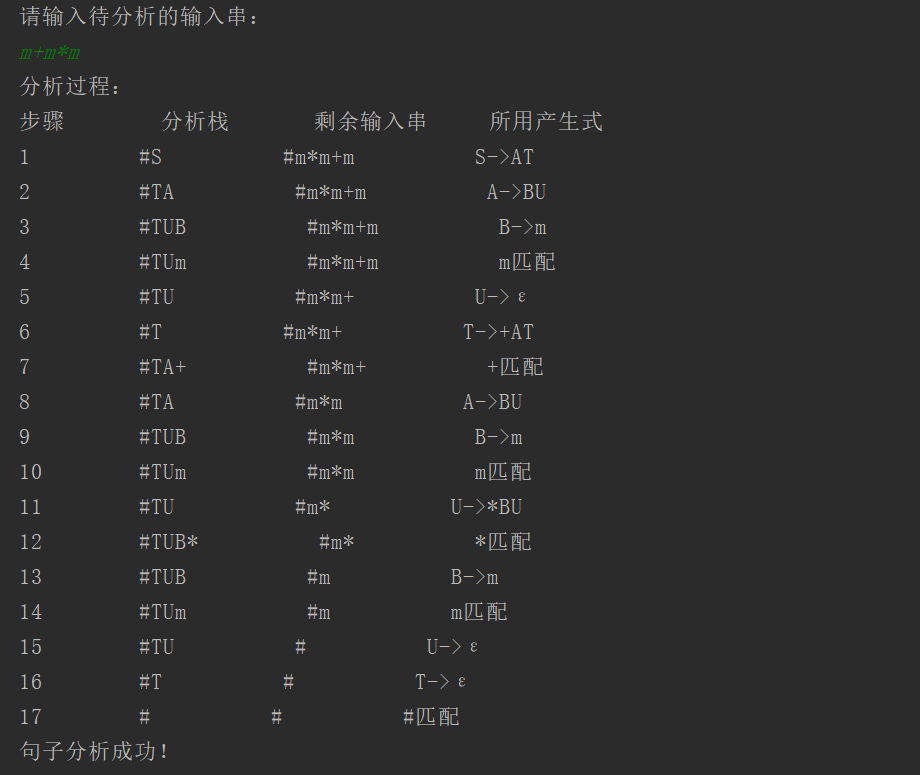 请输入待分析的输入串：
m+m*m
分析过程：
步骤 分析栈 剩余输入串 所用产生式
1 #S #m*m+m S->AT
2 #TA #m*m+m A->BU
3 #TUB #m*m+m B->m
4 #TUm #m*m+m m匹配
5 #TU #m*m+ U->ε
6 #T #m*m+ T->+AT
7 #TA+ #m*m+ +匹配
8 #TA #m*m A->BU
9 #TUB #m*m B->m
10 #TUm #m*m m匹配
11 #TU #m* U->*BU
12 #TUB* #m* *匹配
13 #TUB #m B->m
14 #TUm #m m匹配
15 #TU # U->ε
16 #T # T->ε
17 # # #匹配
句子分析成功！